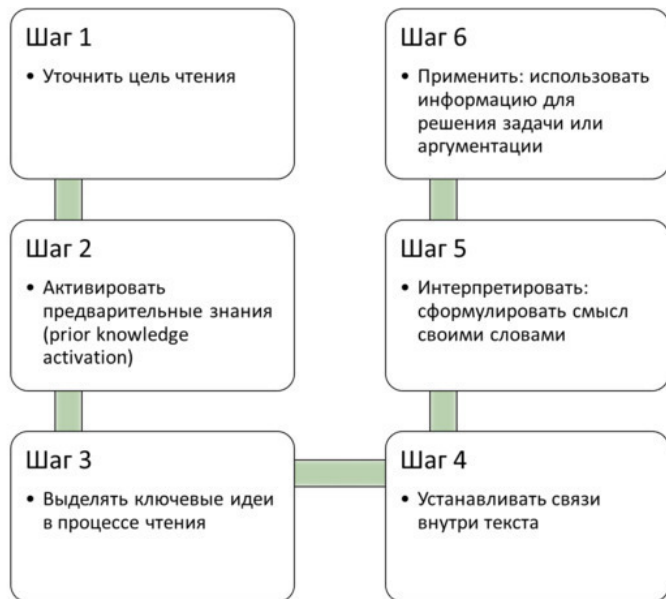 Шаг 1
• Уточнить цель чтения
Шаг 2
• Активировать
предварительные знания
(prior knowledge
activation)
Шаг 3
• Выделять ключевые идеи
в процессе чтения
Шаг 4
• Устанавливать связи
внутри текста
Шаг 5
• Интерпретировать:
сформулировать смысл
своими словами
Шаг 6
• Применить: использовать
информацию для
решения задачи или
аргументации